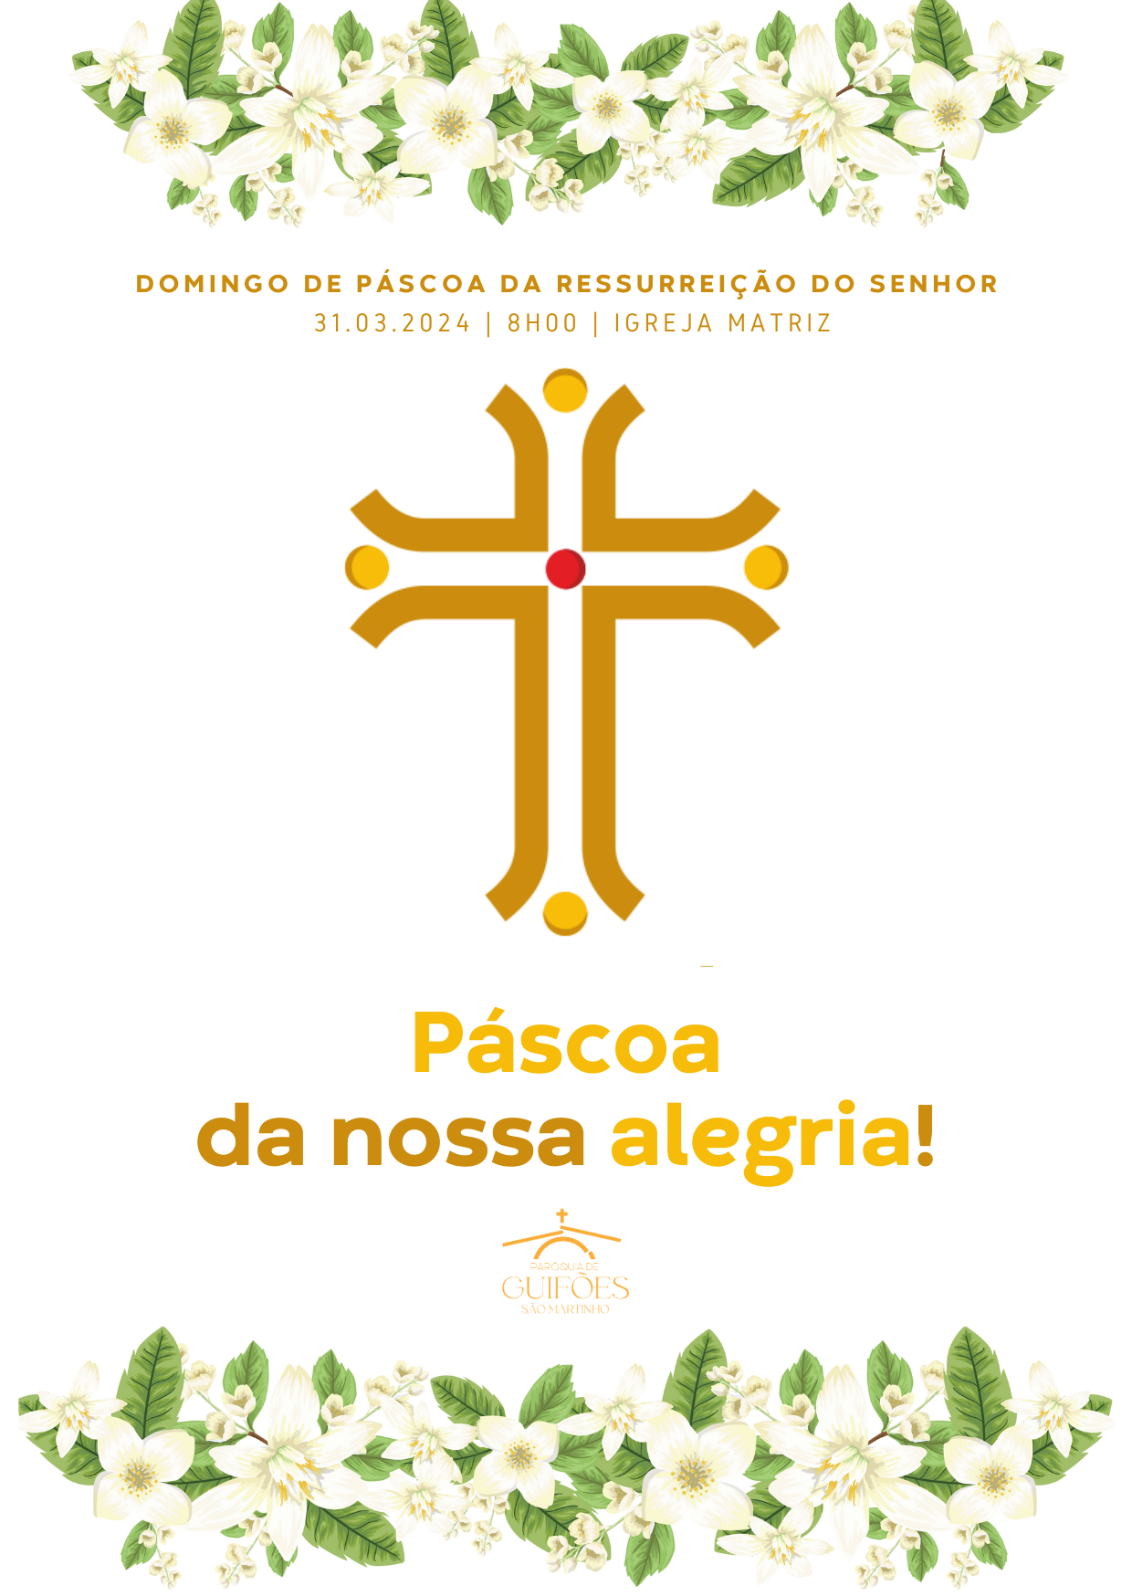 DOMINGO DE PÁSCOA DA RESSURREIÇÃO DO SENHOR
31.03.2024 | 8H00 | IGREJA MATRIZ
Páscoa
da nossa alegria!
PARÓQUIA DE
GUIFÕES
SÃO MARTINHO